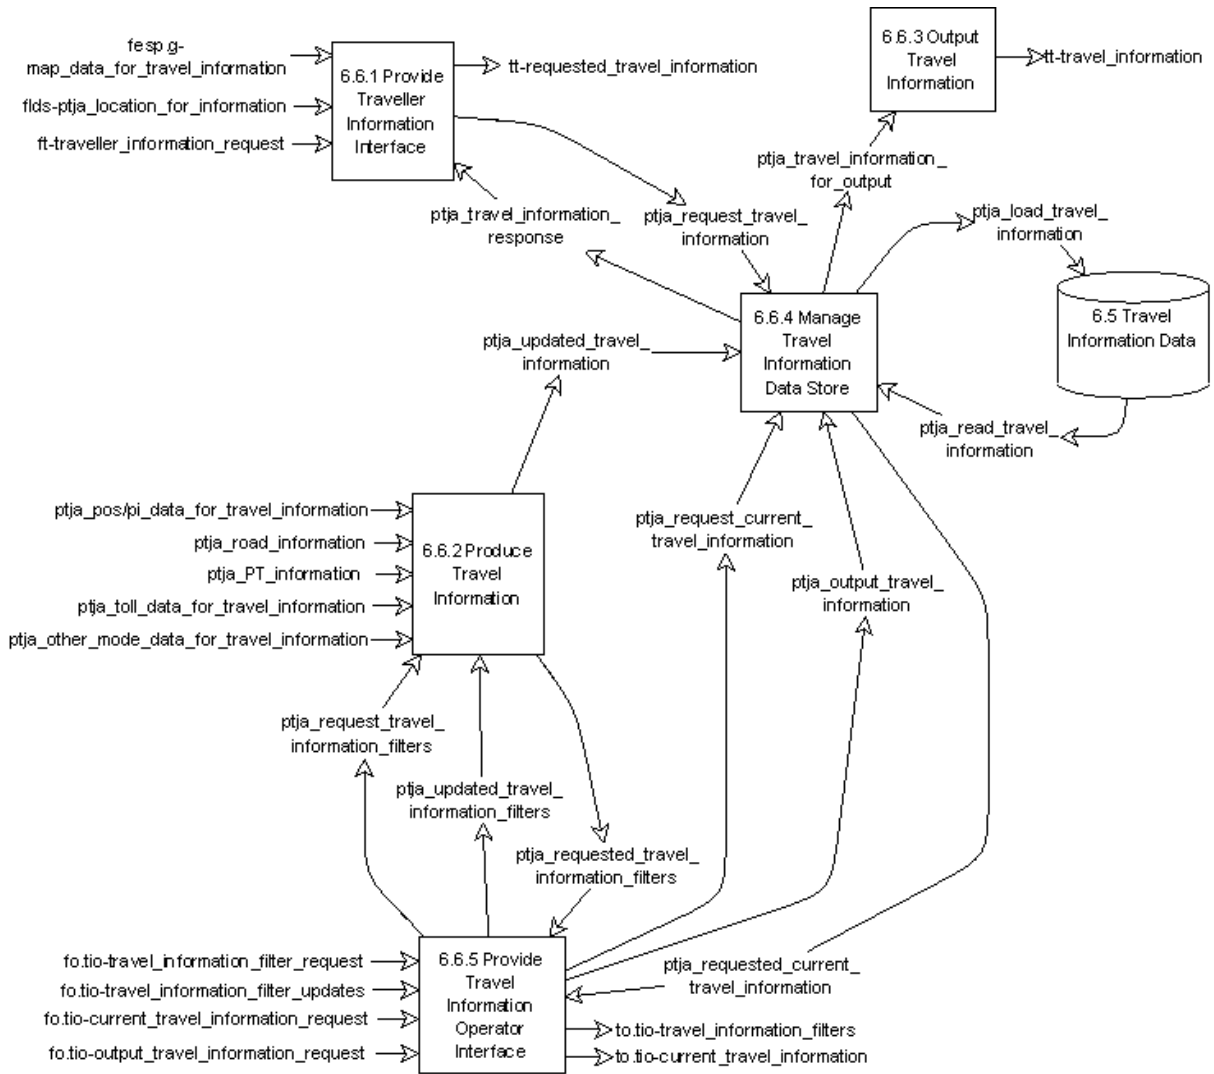 fesp.g-
map_data_for_travel_information
flds-ptja_location_for_information
ft-traveller_information_request
6.6.1 Provide
Traveller
Information
Interface
tt-requested_travel_information
6.6.3 Output
Travel
Information
tt-travel_information
ptja_travel_information_
for_output
ptja_travel_information_
response
ptja_request_travel_
information
ptja_load_travel_
information
6.6.4 Manage
Travel
Information
Data Store
6.5 Travel
Information Data
ptja_updated_travel_
information
ptja_read_travel_
information
ptja_pos/pi_data_for_travel_information
ptja_road_information
ptja_PT_information
ptja_toll_data_for_travel_information
ptja_other_mode_data_for_travel_information
6.6.2 Produce
Travel
Information
ptja_request_current_
travel_information
ptja_output_travel_
information
ptja_request_travel_
information_filters
ptja_updated_travel_
information_filters
ptja_requested_travel_
information_filters
fo.tio-travel_information_filter_request
fo.tio-travel_information_filter_updates
fo.tio-current_travel_information_request
fo.tio-output_travel_information_request
6.6.5 Provide
Travel
Information
Operator
Interface
ptja_requested_current_
travel_information
to.tio-travel_information_filters
to.tio-current_travel_information